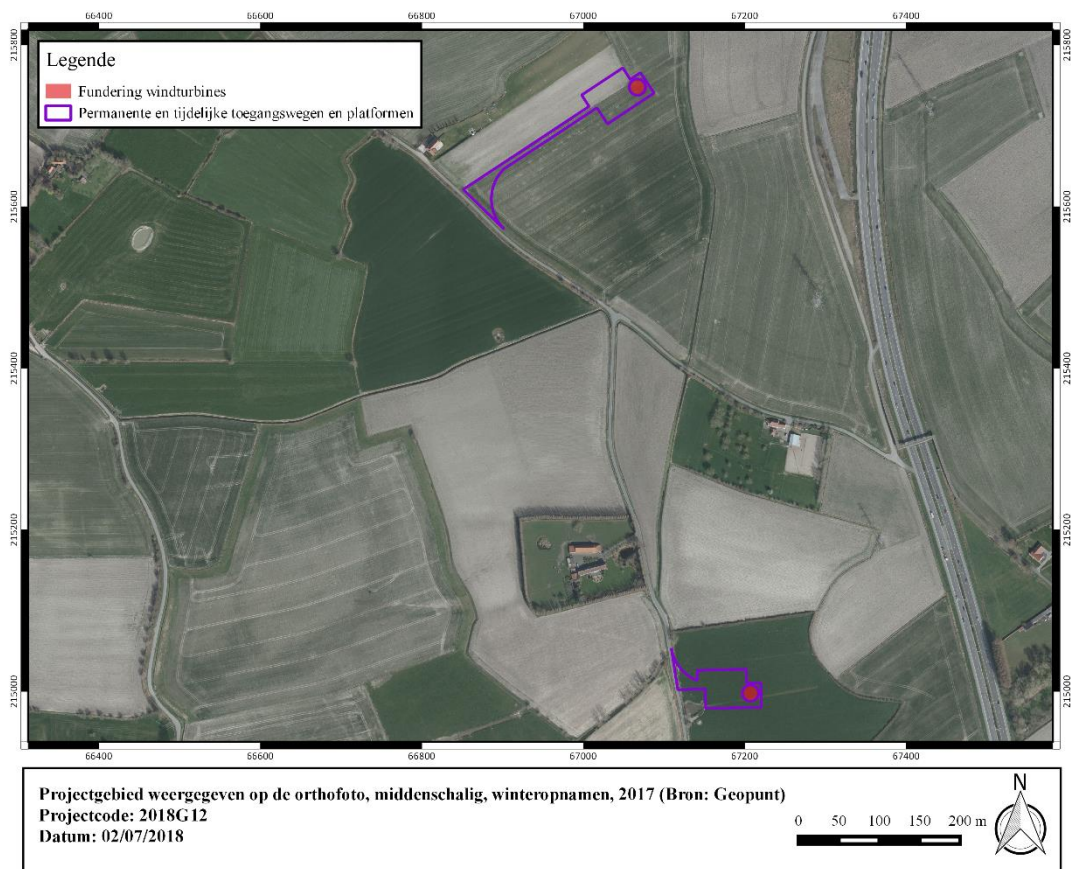 66400 66600 66800 67000 67200 67400
215800
215600
215400
215200
215000
215800
215600
215400
215200
215000
Legende
Fundering windturbines
Permanente en tijdelijke toegangswegen en platformen
66400 66600 66800 67000 67200 67400
Projectgebied weergegeven op de orthofoto, middenschalig, winteropnamen, 2017 (Bron: Geopunt)
Projectcode: 2018G12
Datum: 02/07/2018
0 50 100 150 200 m
N